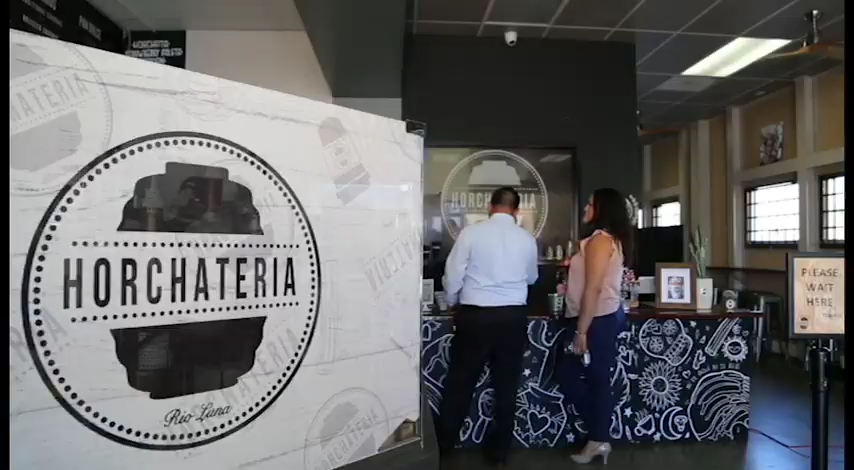 HORCHATERIA
Rio Luna
HORCHATERIA
PLEASE
WAIT
HERE